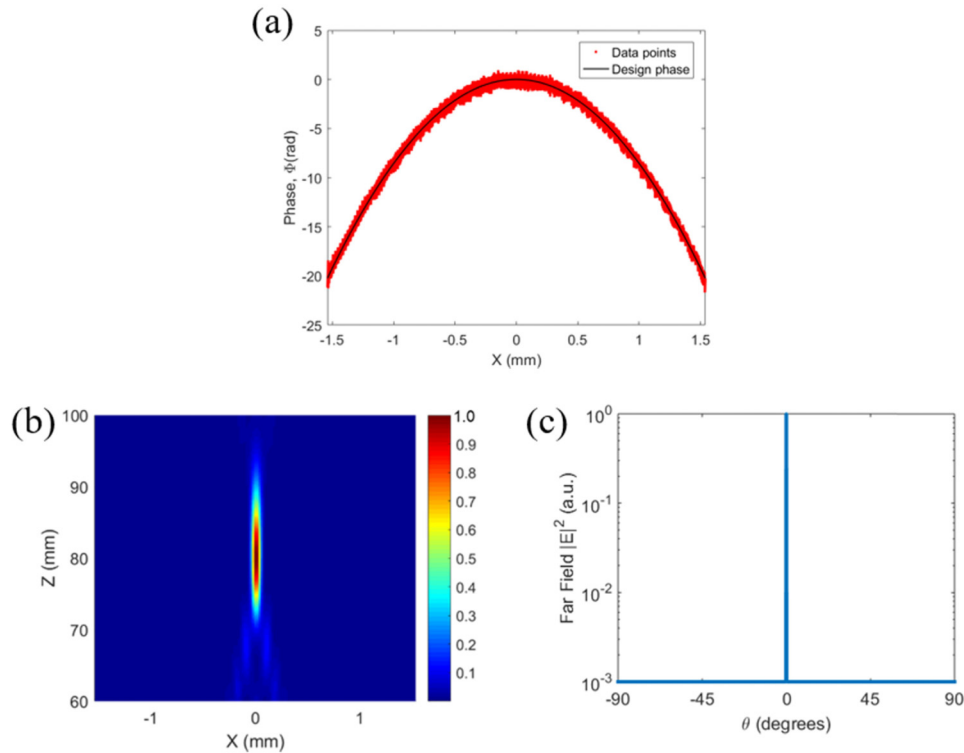 (a)
5
0
-5
-10
-15
-20
-25
Phase, Φ(rad)
Data points
Design phase
-1.5 -1 -0.5 0 0.5 1 1.5
X (mm)
(b)
100
90
80
70
60
Z (mm)
-1 0 1
X (mm)
1.0
0.9
0.8
0.7
0.6
0.5
0.4
0.3
0.2
0.1
(c)
10^0
10^-1
10^-2
10^-3
Far Field |E|^2 (a.u.)
-90 -45 0 45 90
θ (degrees)